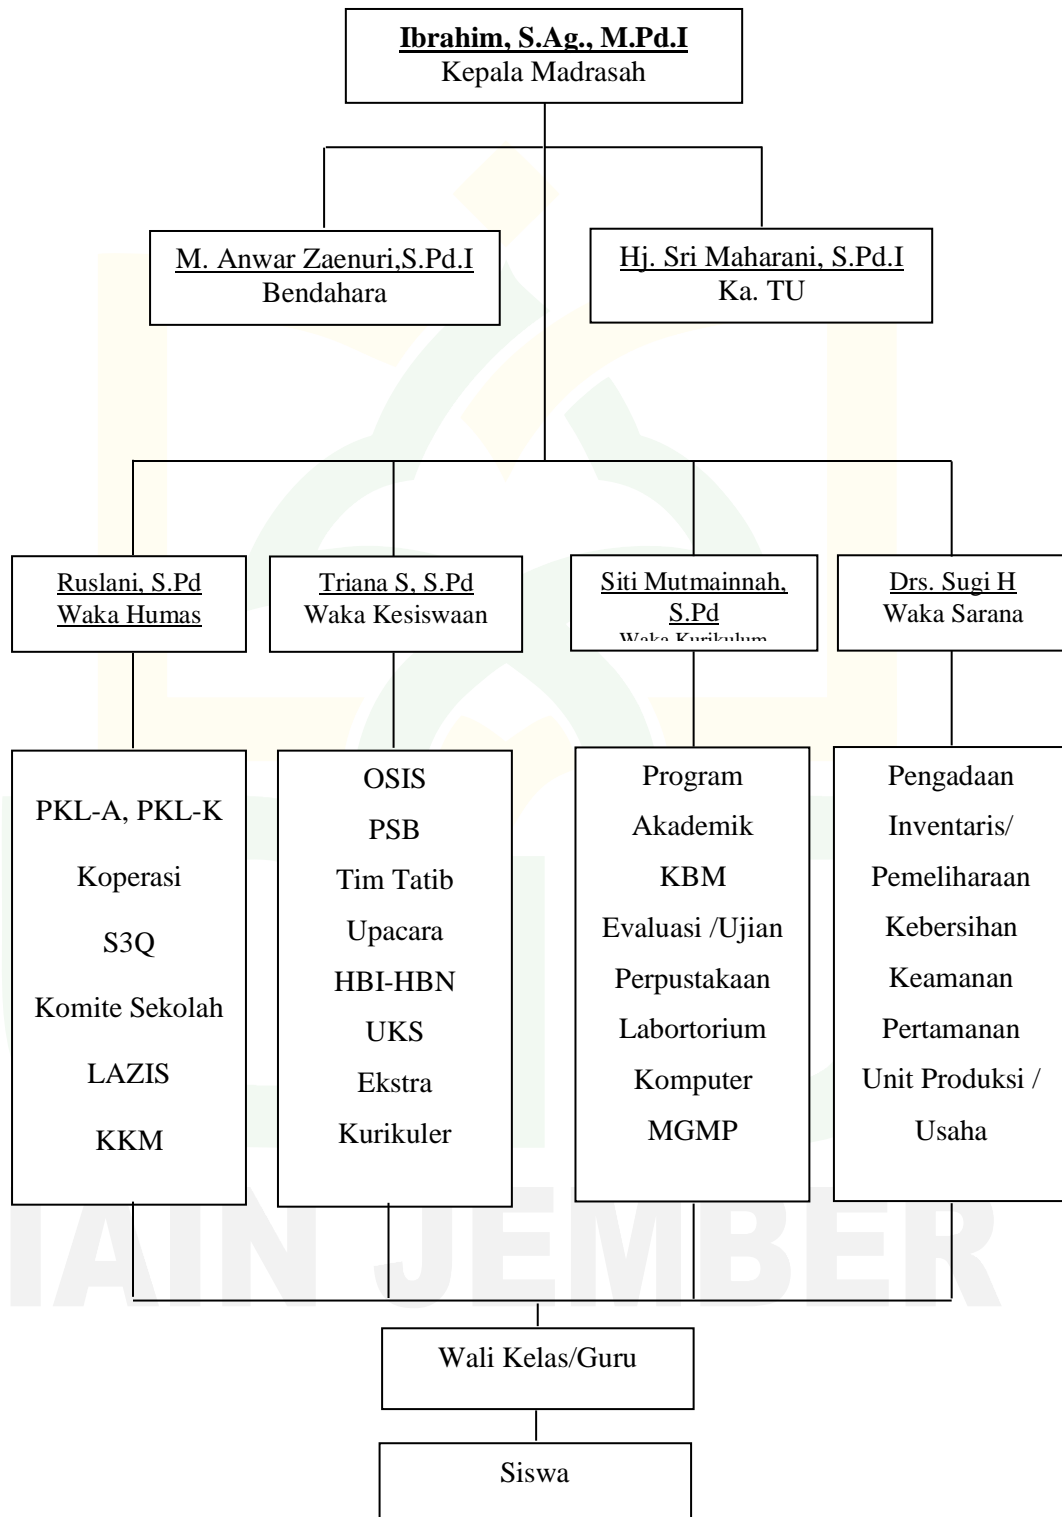 Ibrahim, S.Ag., M.Pd.I
Kepala Madrasah
M. Anwar Zaenuri,S.Pd.I
Bendahara
Hj. Sri Maharani, S.Pd.I
Ka. TU
Ruslani, S.Pd
Waka Humas
Triana S, S.Pd
Waka Kesiswaan
Siti Mutmainnah,
S.Pd
Waka Kurikulum
Drs. Sugi H
Waka Sarana
PKL-A, PKL-K
Koperasi
S3Q
Komite Sekolah
LAZIS
KKM
OSIS
PSB
Tim Tatib
Upacara
HBI-HBN
UKS
Ekstra
Kurikuler
Program
Akademik
KBM
Evaluasi /Ujian
Perpustakaan
Labortorium
Komputer
MGMP
Pengadaan
Inventaris/
Pemeliharaan
Kebersihan
Keamanan
Pertamanan
Unit Produksi /
Usaha
IAIN JEMBER
Wali Kelas/Guru
Siswa